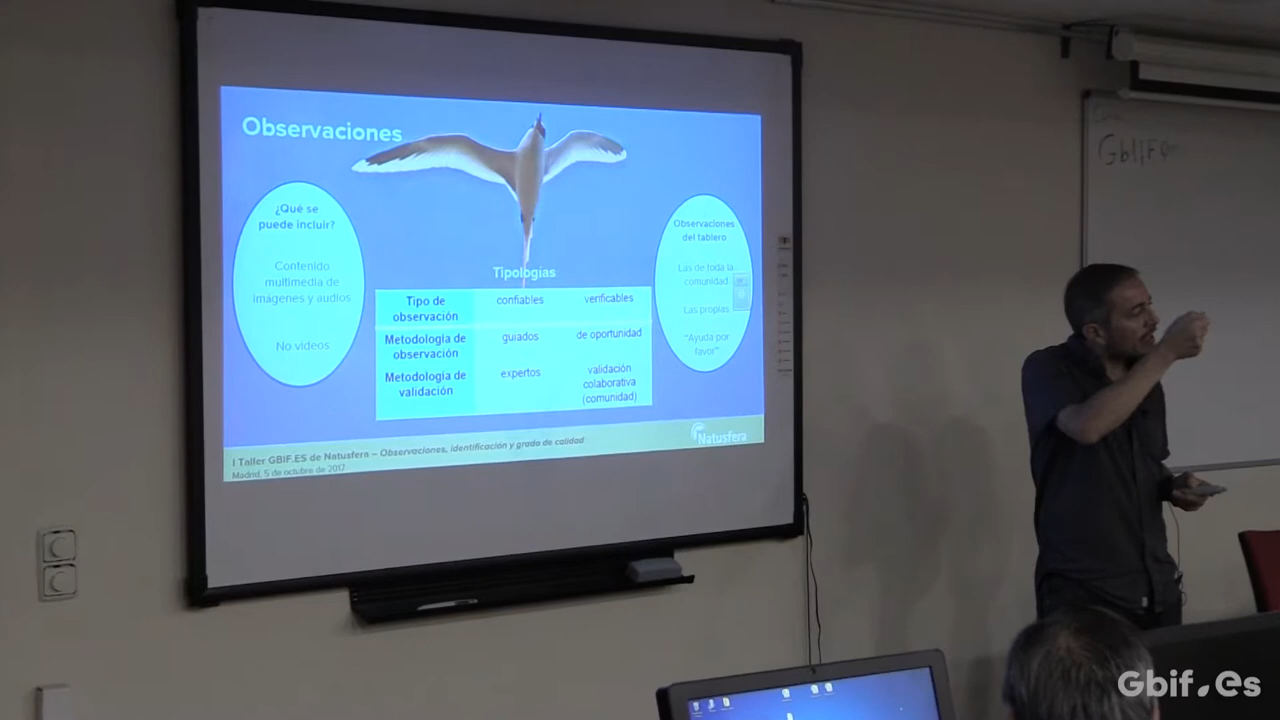 Observaciones
¿Qué se
puede incluir?
Contenido
multimedia de
imágenes y audios
No videos
Tipologías
Tipo de
observación
confiables
verificables
Metodología de
observación
guiados
de oportunidad
Metodología de
validación
expertos
validación
colaborativa
(comunidad)
Observaciones
del tablero
Las de toda la
comunidad
Las propias
"Ayuda por
favor"
I Taller GBIF.ES de Natusfera – Observaciones, identificación y grado de calidad
Madrid, 5 de octubre de 2017
Natusfera
Gbif.es